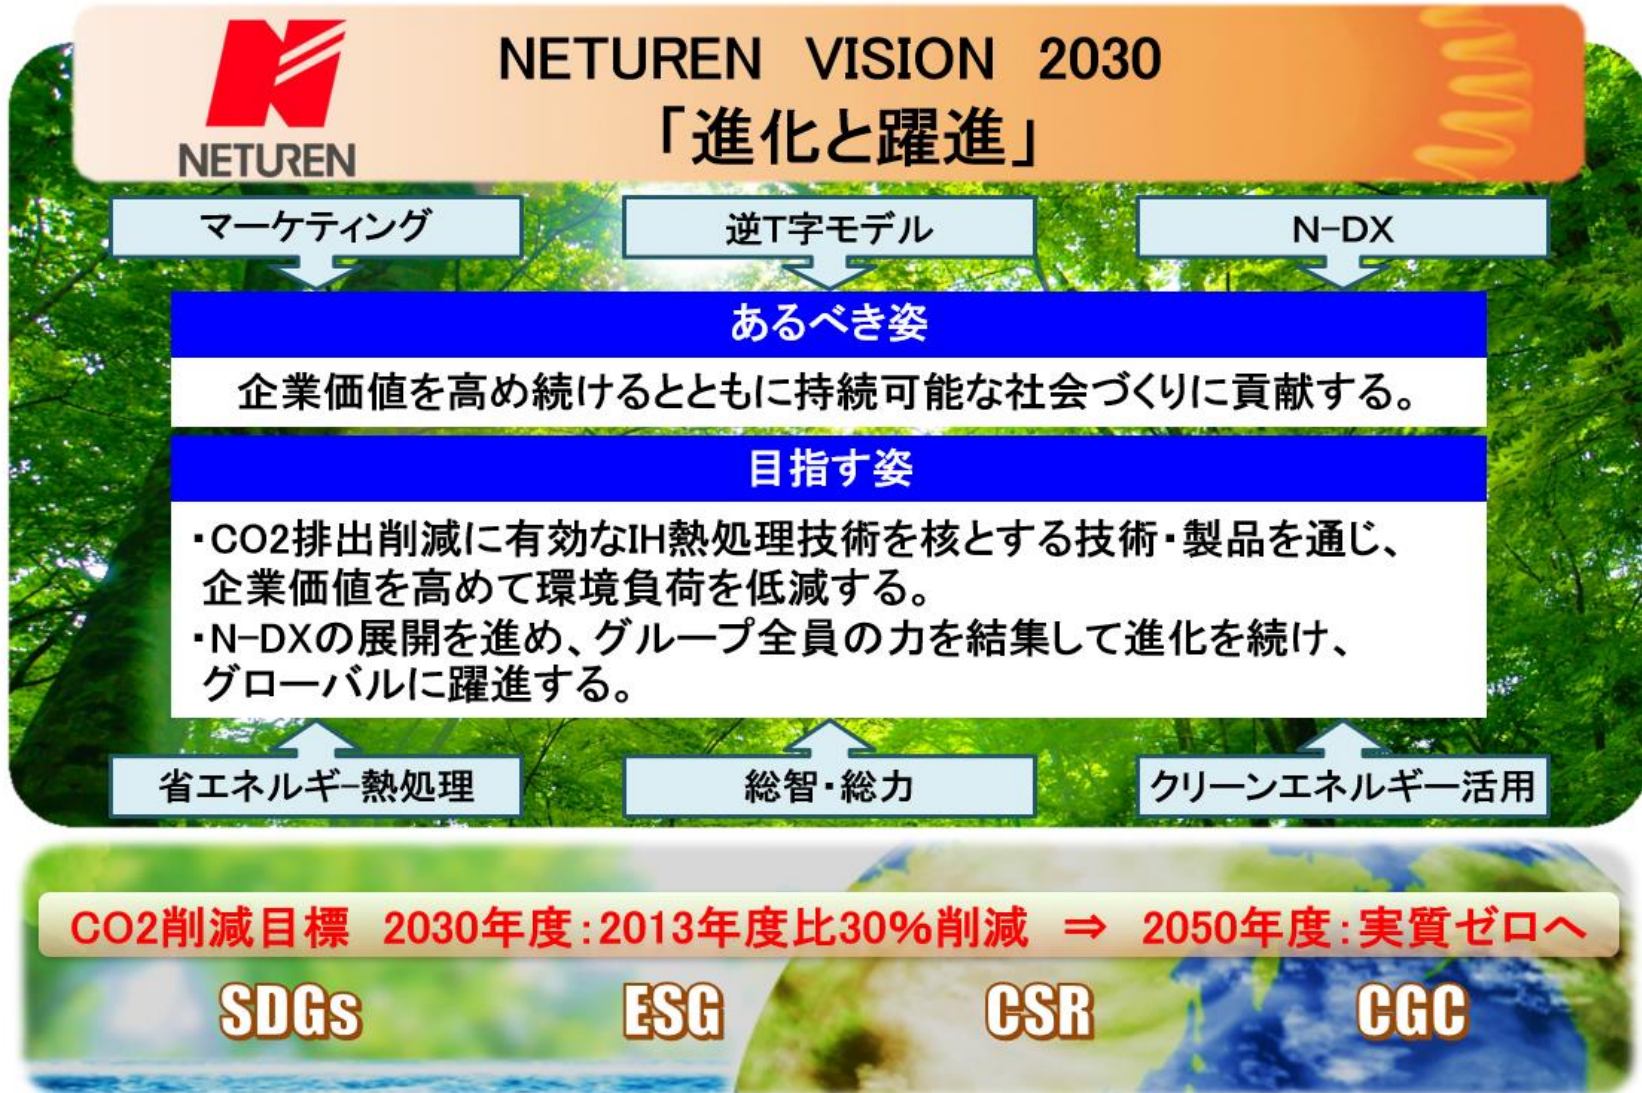 NETUREN
NETUREN VISION 2030
「進化と躍進」
マーケティング
逆T字モデル
N-DX
あるべき姿
企業価値を高め続けるとともに持続可能な社会づくりに貢献する。
目指す姿
・CO2排出削減に有効なIH熱処理技術を核とする技術・製品を通じ、
企業価値を高めて環境負荷を低減する。
・N-DXの展開を進め、グループ全員の力を結集して進化を続け、
グローバルに躍進する。
省エネルギー熱処理
総智・総力
クリーンエネルギー活用
CO2削減目標 2030年度：2013年度比30%削減 ⇒ 2050年度：実質ゼロへ
SDGs
ESG
CSR
CGC